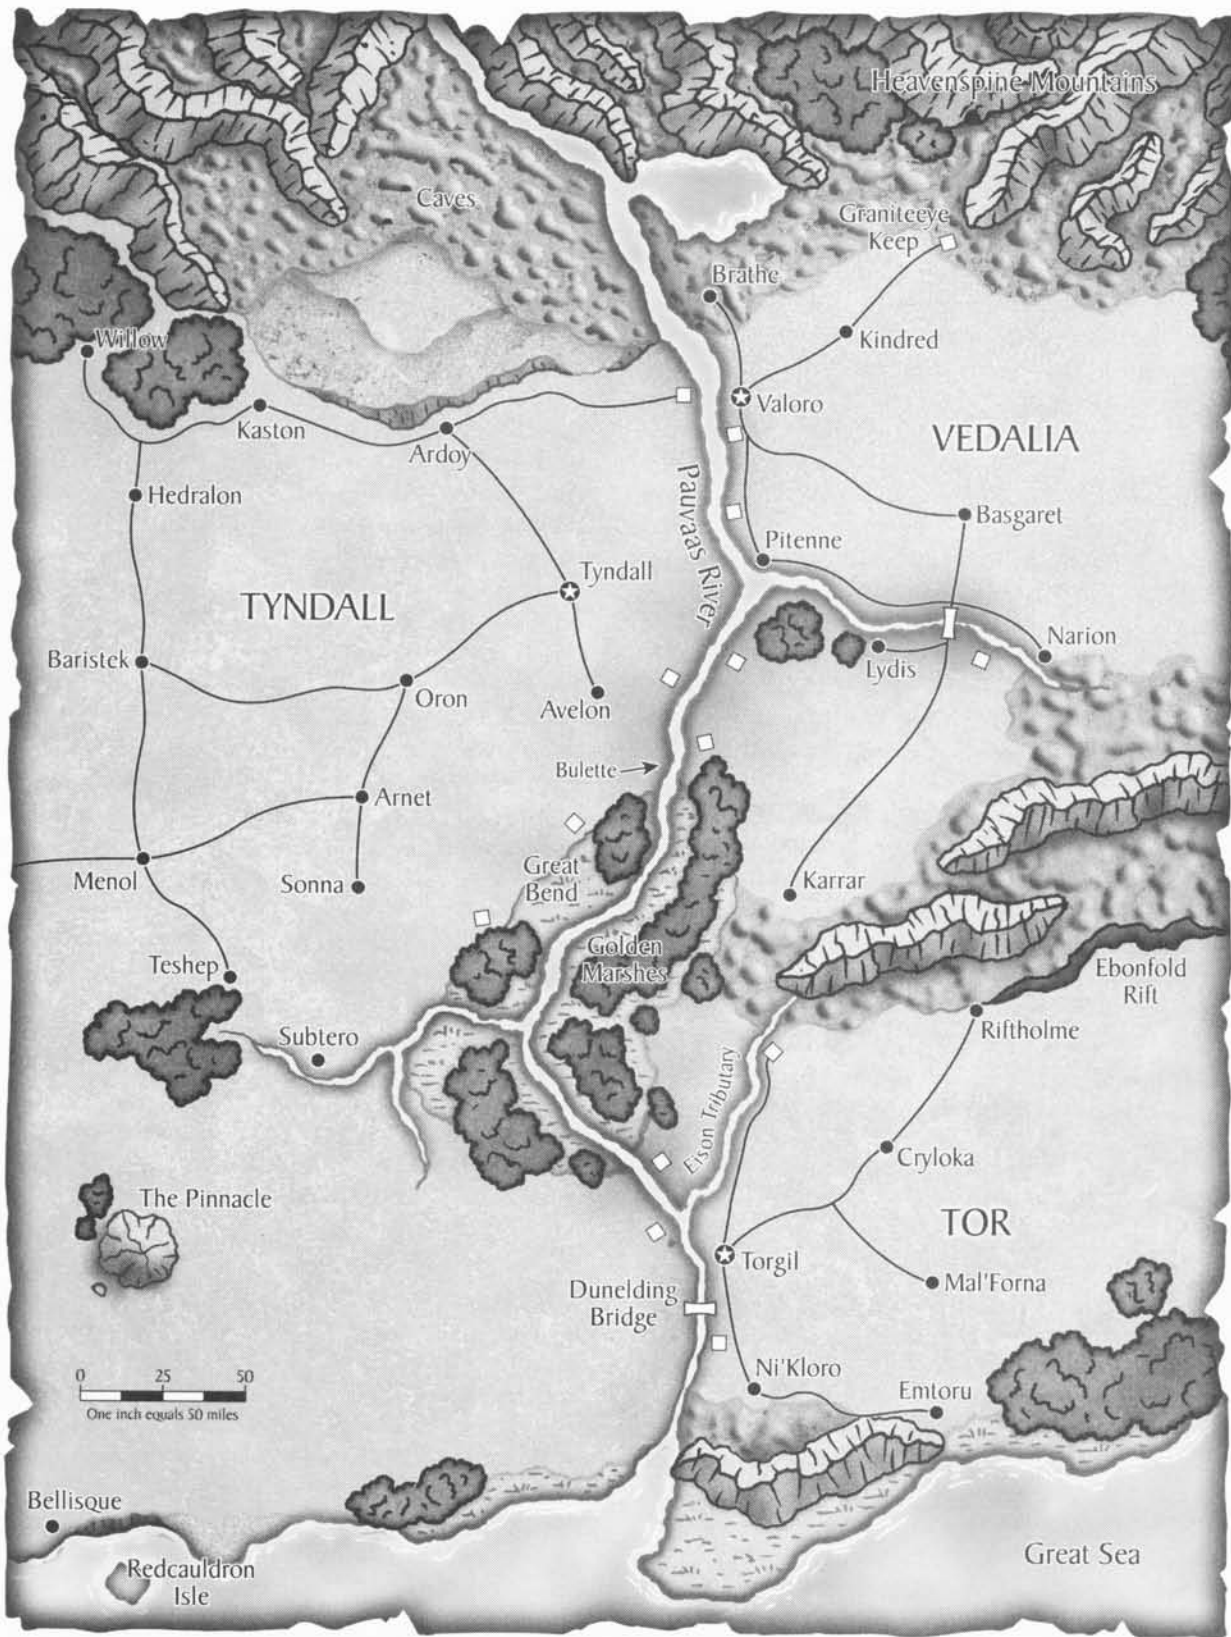 Heavenspine Mountains
Caves
Graniteeye
Keep
Brathe
Willow
Kindred
Kaston
Valoro
Ardoy
VEDALIA
Hedralon
Pauvaas River
Basgaret
Pitenne
Tyndall
TYNDALL
Baristek
Oron
Avelon
Lydis
Narion
Bulette
Arnet
Great
Bend
Menol
Sonna
Karrar
Golden
Marshes
Teshep
Ebonfold
Rift
Riftholme
Subtero
Eison Tributary
Cryloka
The Pinnacle
TOR
Torgil
Mal'Forna
Dunelding
Bridge
0 25 50
One inch equals 50 miles
Ni'Kloro
Emtoru
Bellisque
Redcauldron
Isle
Great Sea